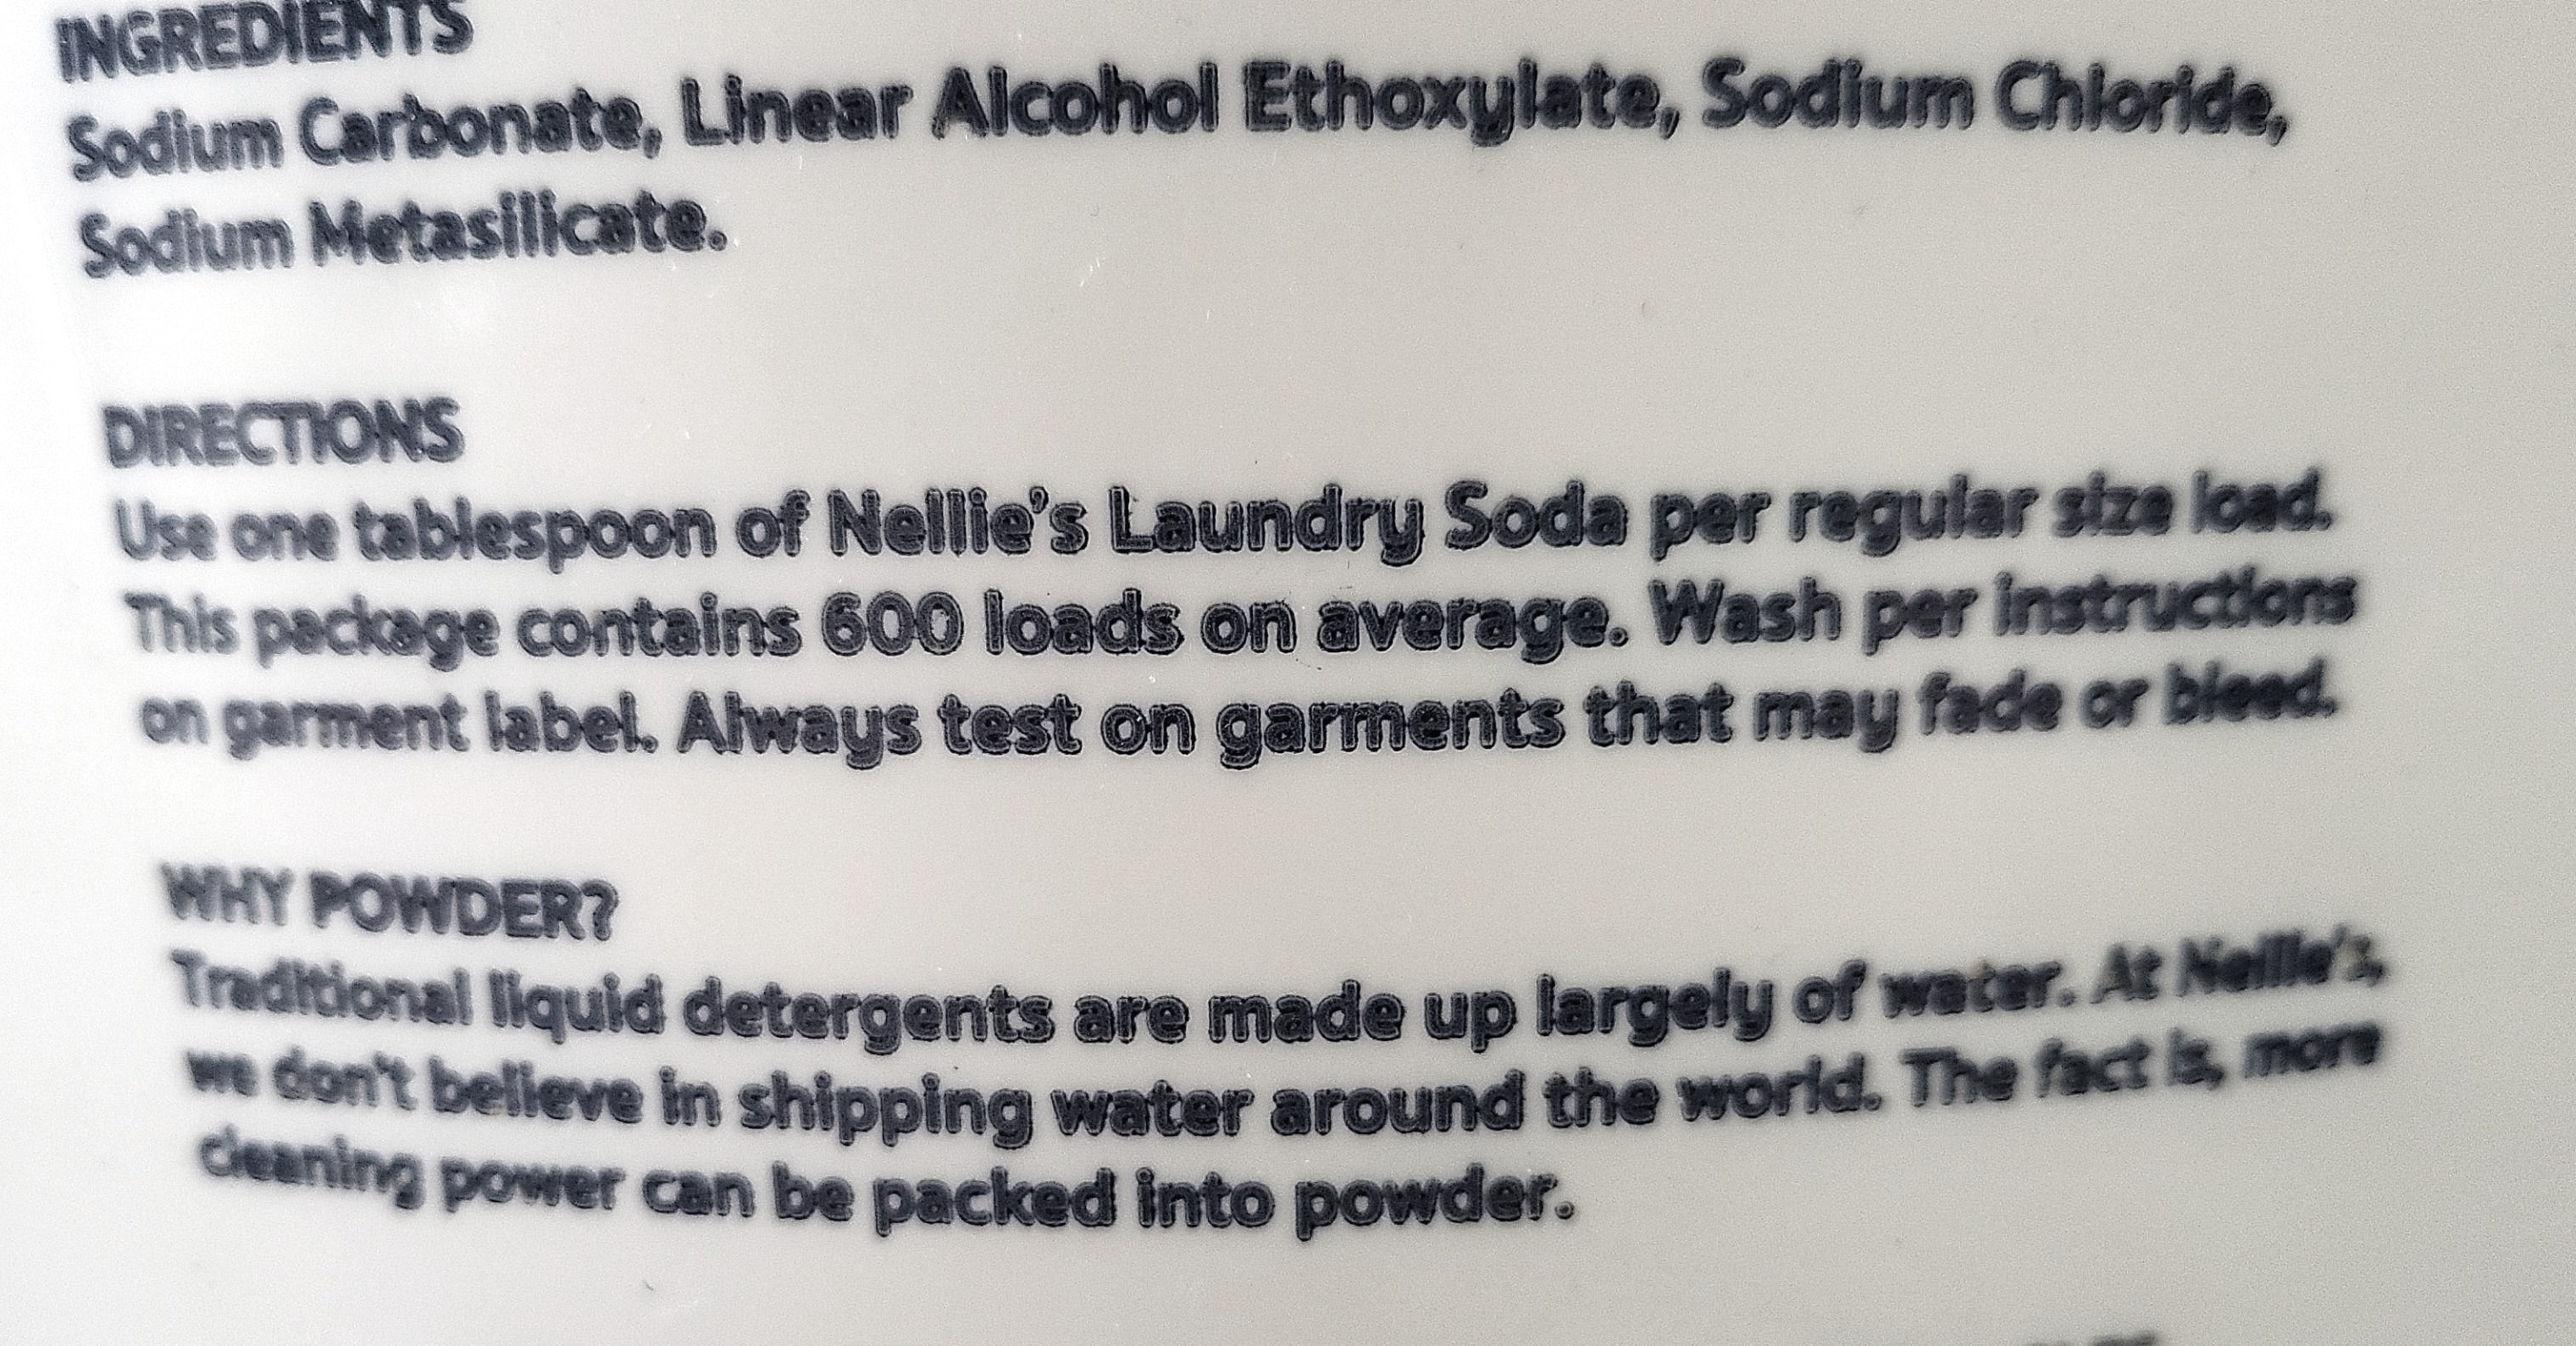 INGREDIENTS
Sodium Carbonate, Linear Alcohol Ethoxylate, Sodium Chloride,
Sodium Metasilicate.
DIRECTIONS
Use one tablespoon of Nellie's Laundry Soda per regular size load.
This package contains 600 loads on average. Wash per instructions
on garment label. Always test on garments that may fade or bleed.
WHY POWDER?
Traditional liquid detergents are made up largely of water. At Nellie's,
we don't believe in shipping water around the world. The fact is, more
cleaning power can be packed into powder.